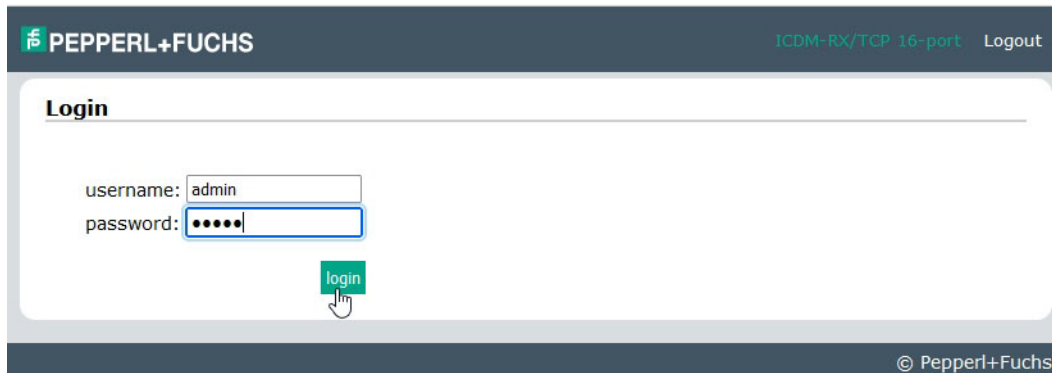 PEPPERL+FUCHS
ICDM-RX/TCP 16-port Logout
Login
username: admin
password: •••••
login
© Pepperl+Fuchs